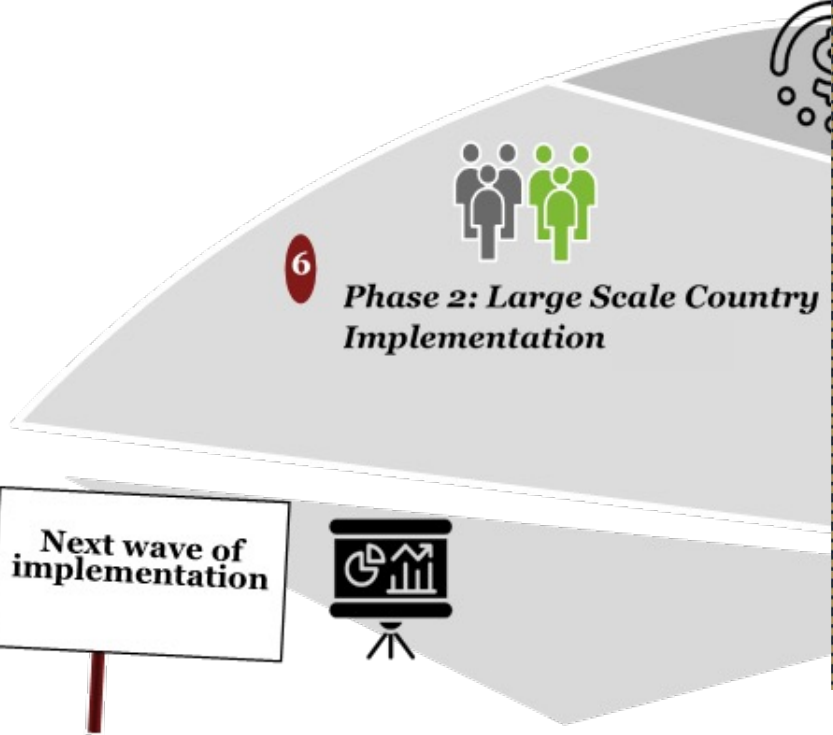 6
Phase 2: Large Scale Country
Implementation
Next wave of
implementation